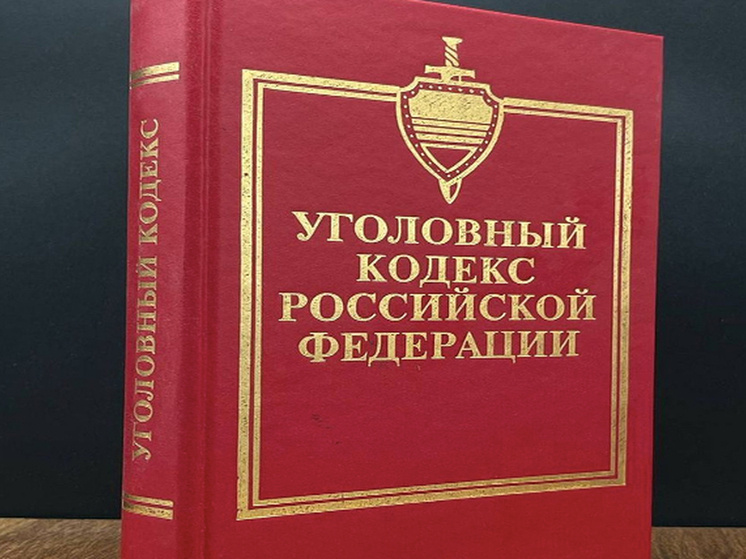 УГОЛОВНЫЙ КОДЕКС
УГОЛОВНЫЙ
КОДЕКС
РОССИЙСКОЙ
ФЕДЕРАЦИИ